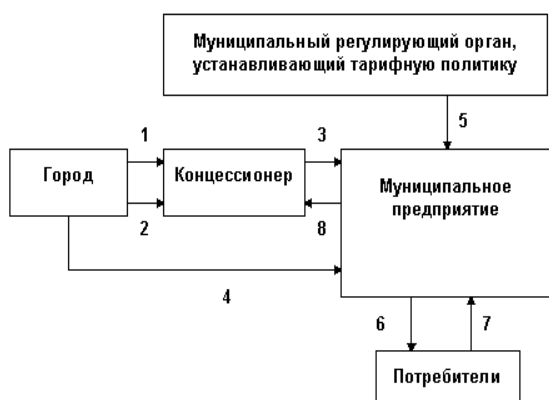 Муниципальный регулирующий орган,
устанавливающий тарифную политику
1
3
5
Город
Концессионер
Муниципальное
предприятие
2
8
4
6
7
Потребители